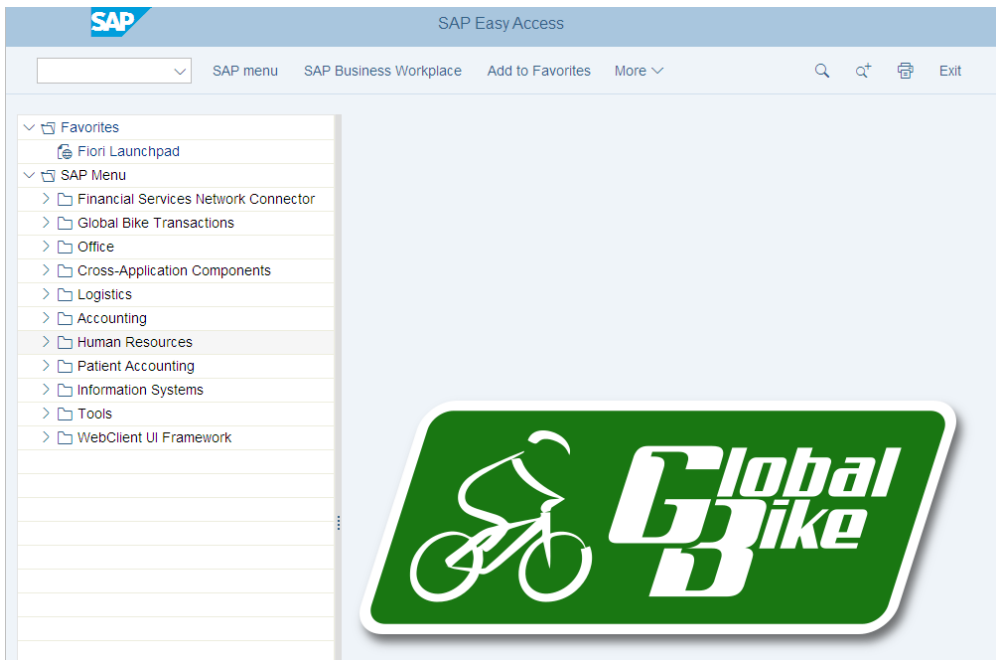 SAP
SAP Easy Access
SAP menu SAP Business Workplace Add to Favorites More Exit
Favorites
Fiori Launchpad
SAP Menu
Financial Services Network Connector
Global Bike Transactions
Office
Cross-Application Components
Logistics
Accounting
Human Resources
Patient Accounting
Information Systems
Tools
WebClient UI Framework
Global
Bike